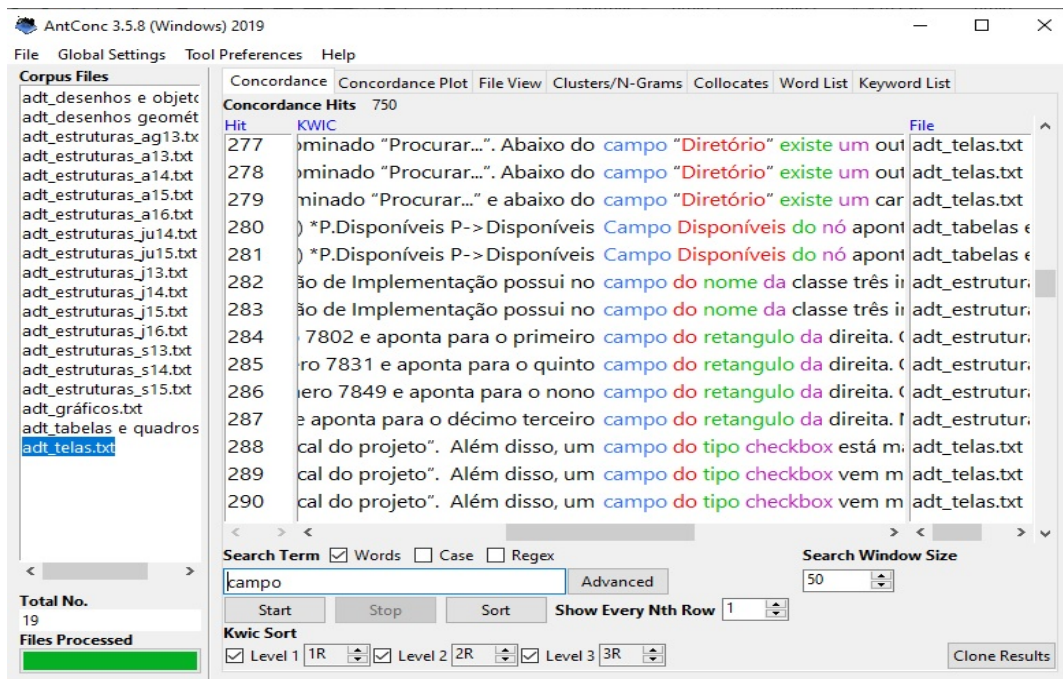 AntConc 3.5.8 (Windows) 2019
File Global Settings Tool Preferences Help
Corpus Files
adt_desenhos e objeto
adt_desenhos geomét
adt_estruturas_ag13.tx
adt_estruturas_a13.txt
adt_estruturas_a14.txt
adt_estruturas_a15.txt
adt_estruturas_a16.txt
adt_estruturas_ju14.txt
adt_estruturas_ju15.txt
adt_estruturas_j13.txt
adt_estruturas_j14.txt
adt_estruturas_j15.txt
adt_estruturas_j16.txt
adt_estruturas_s13.txt
adt_estruturas_s14.txt
adt_estruturas_s15.txt
adt_gráficos.txt
adt_tabelas e quadros
adt_telas.txt
Total No.
19
Files Processed
Concordance Concordance Plot File View Clusters/N-Grams Collocates Word List Keyword List
Concordance Hits 750
Hit KWIC File
277 ominado “Procurar...”. Abaixo do campo “Diretório” existe um out adt_telas.txt
278 ominado “Procurar...”. Abaixo do campo “Diretório” existe um out adt_telas.txt
279 minado “Procurar...” e abaixo do campo “Diretório” existe um car adt_telas.txt
280 ) *P.Disponíveis P->Disponíveis Campo Disponíveis do nó apont adt_tabelas e
281 ) *P.Disponíveis P->Disponíveis Campo Disponíveis do nó apont adt_tabelas e
282 ão de Implementação possui no campo do nome da classe três i adt_estrutura
283 ão de Implementação possui no campo do nome da classe três i adt_estrutura
284 7802 e aponta para o primeiro campo do retangulo da direita. adt_estrutura
285 ro 7831 e aponta para o quinto campo do retangulo da direita. adt_estrutura
286 ero 7849 e aponta para o nono campo do retangulo da direita. adt_estrutura
287 e aponta para o décimo terceiro campo do retangulo da direita. adt_estrutura
288 cal do projeto”. Além disso, um campo do tipo checkbox está ma adt_telas.txt
289 cal do projeto”. Além disso, um campo do tipo checkbox vem m adt_telas.txt
290 cal do projeto”. Além disso, um campo do tipo checkbox vem m adt_telas.txt
Search Term Words Case Regex Search Window Size
campo Advanced 50
Start Stop Sort Show Every Nth Row 1
Kwic Sort
Level 1 1R Level 2 2R Level 3 3R Clone Results